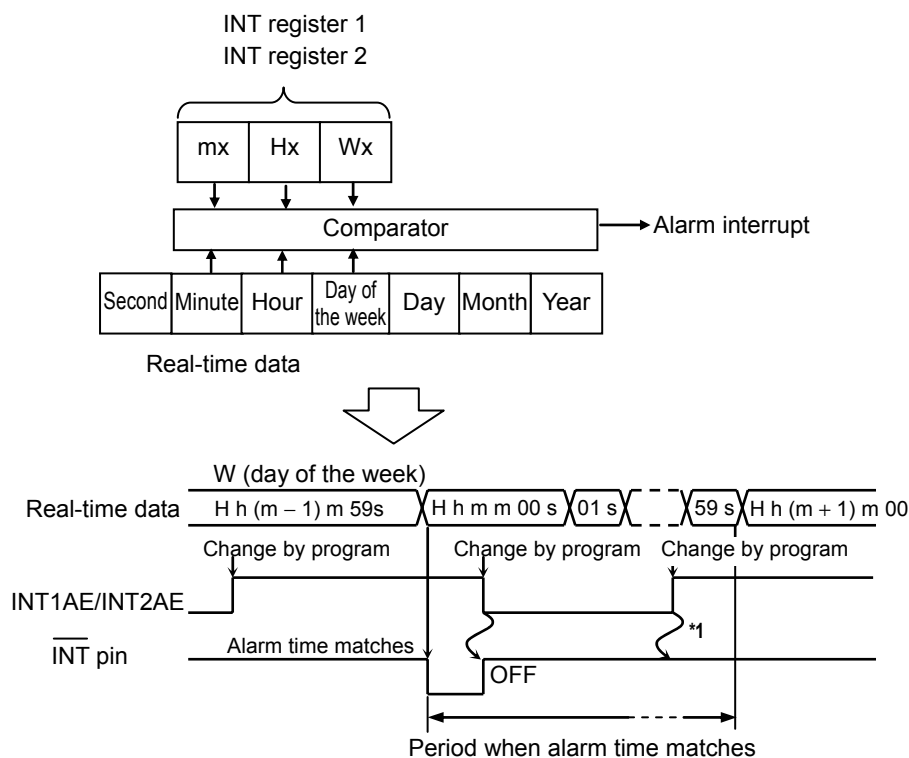 INT register 1
INT register 2
mx Hx Wx
Comparator
Alarm interrupt
Second Minute Hour Day of the week Day Month Year
Real-time data
W (day of the week)
Real-time data H h (m − 1) m 59s H h m m 00 s 01 s 59 s H h (m + 1) m 00
Change by program Change by program Change by program
INT1AE/INT2AE
*1
INT pin Alarm time matches
OFF
Period when alarm time matches